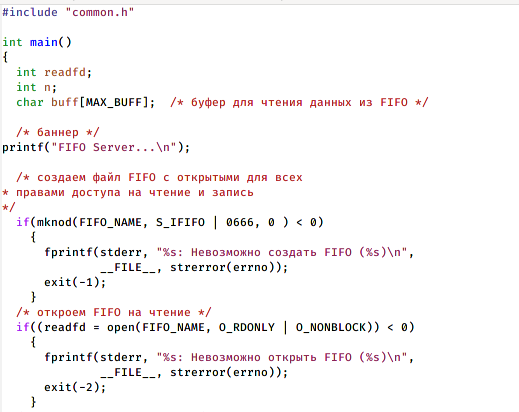 #include "common.h"

int main()
{
  int readfd;
  int n;
  char buff[MAX_BUFF];  /* буфер для чтения данных из FIFO */

  /* баннер */
printf("FIFO Server...\n");

  /* создаем файл FIFO с открытыми для всех
* правами доступа на чтение и запись
*/
  if(mknod(FIFO_NAME, S_IFIFO | 0666, 0 ) < 0)
    {
      fprintf(stderr, "%s: Невозможно создать FIFO (%s)\n",
              __FILE__, strerror(errno));
      exit(-1);
    }
  /* откроем FIFO на чтение */
  if((readfd = open(FIFO_NAME, O_RDONLY | O_NONBLOCK)) < 0)
    {
      fprintf(stderr, "%s: Невозможно открыть FIFO (%s)\n",
              __FILE__, strerror(errno));
      exit(-2);
    }